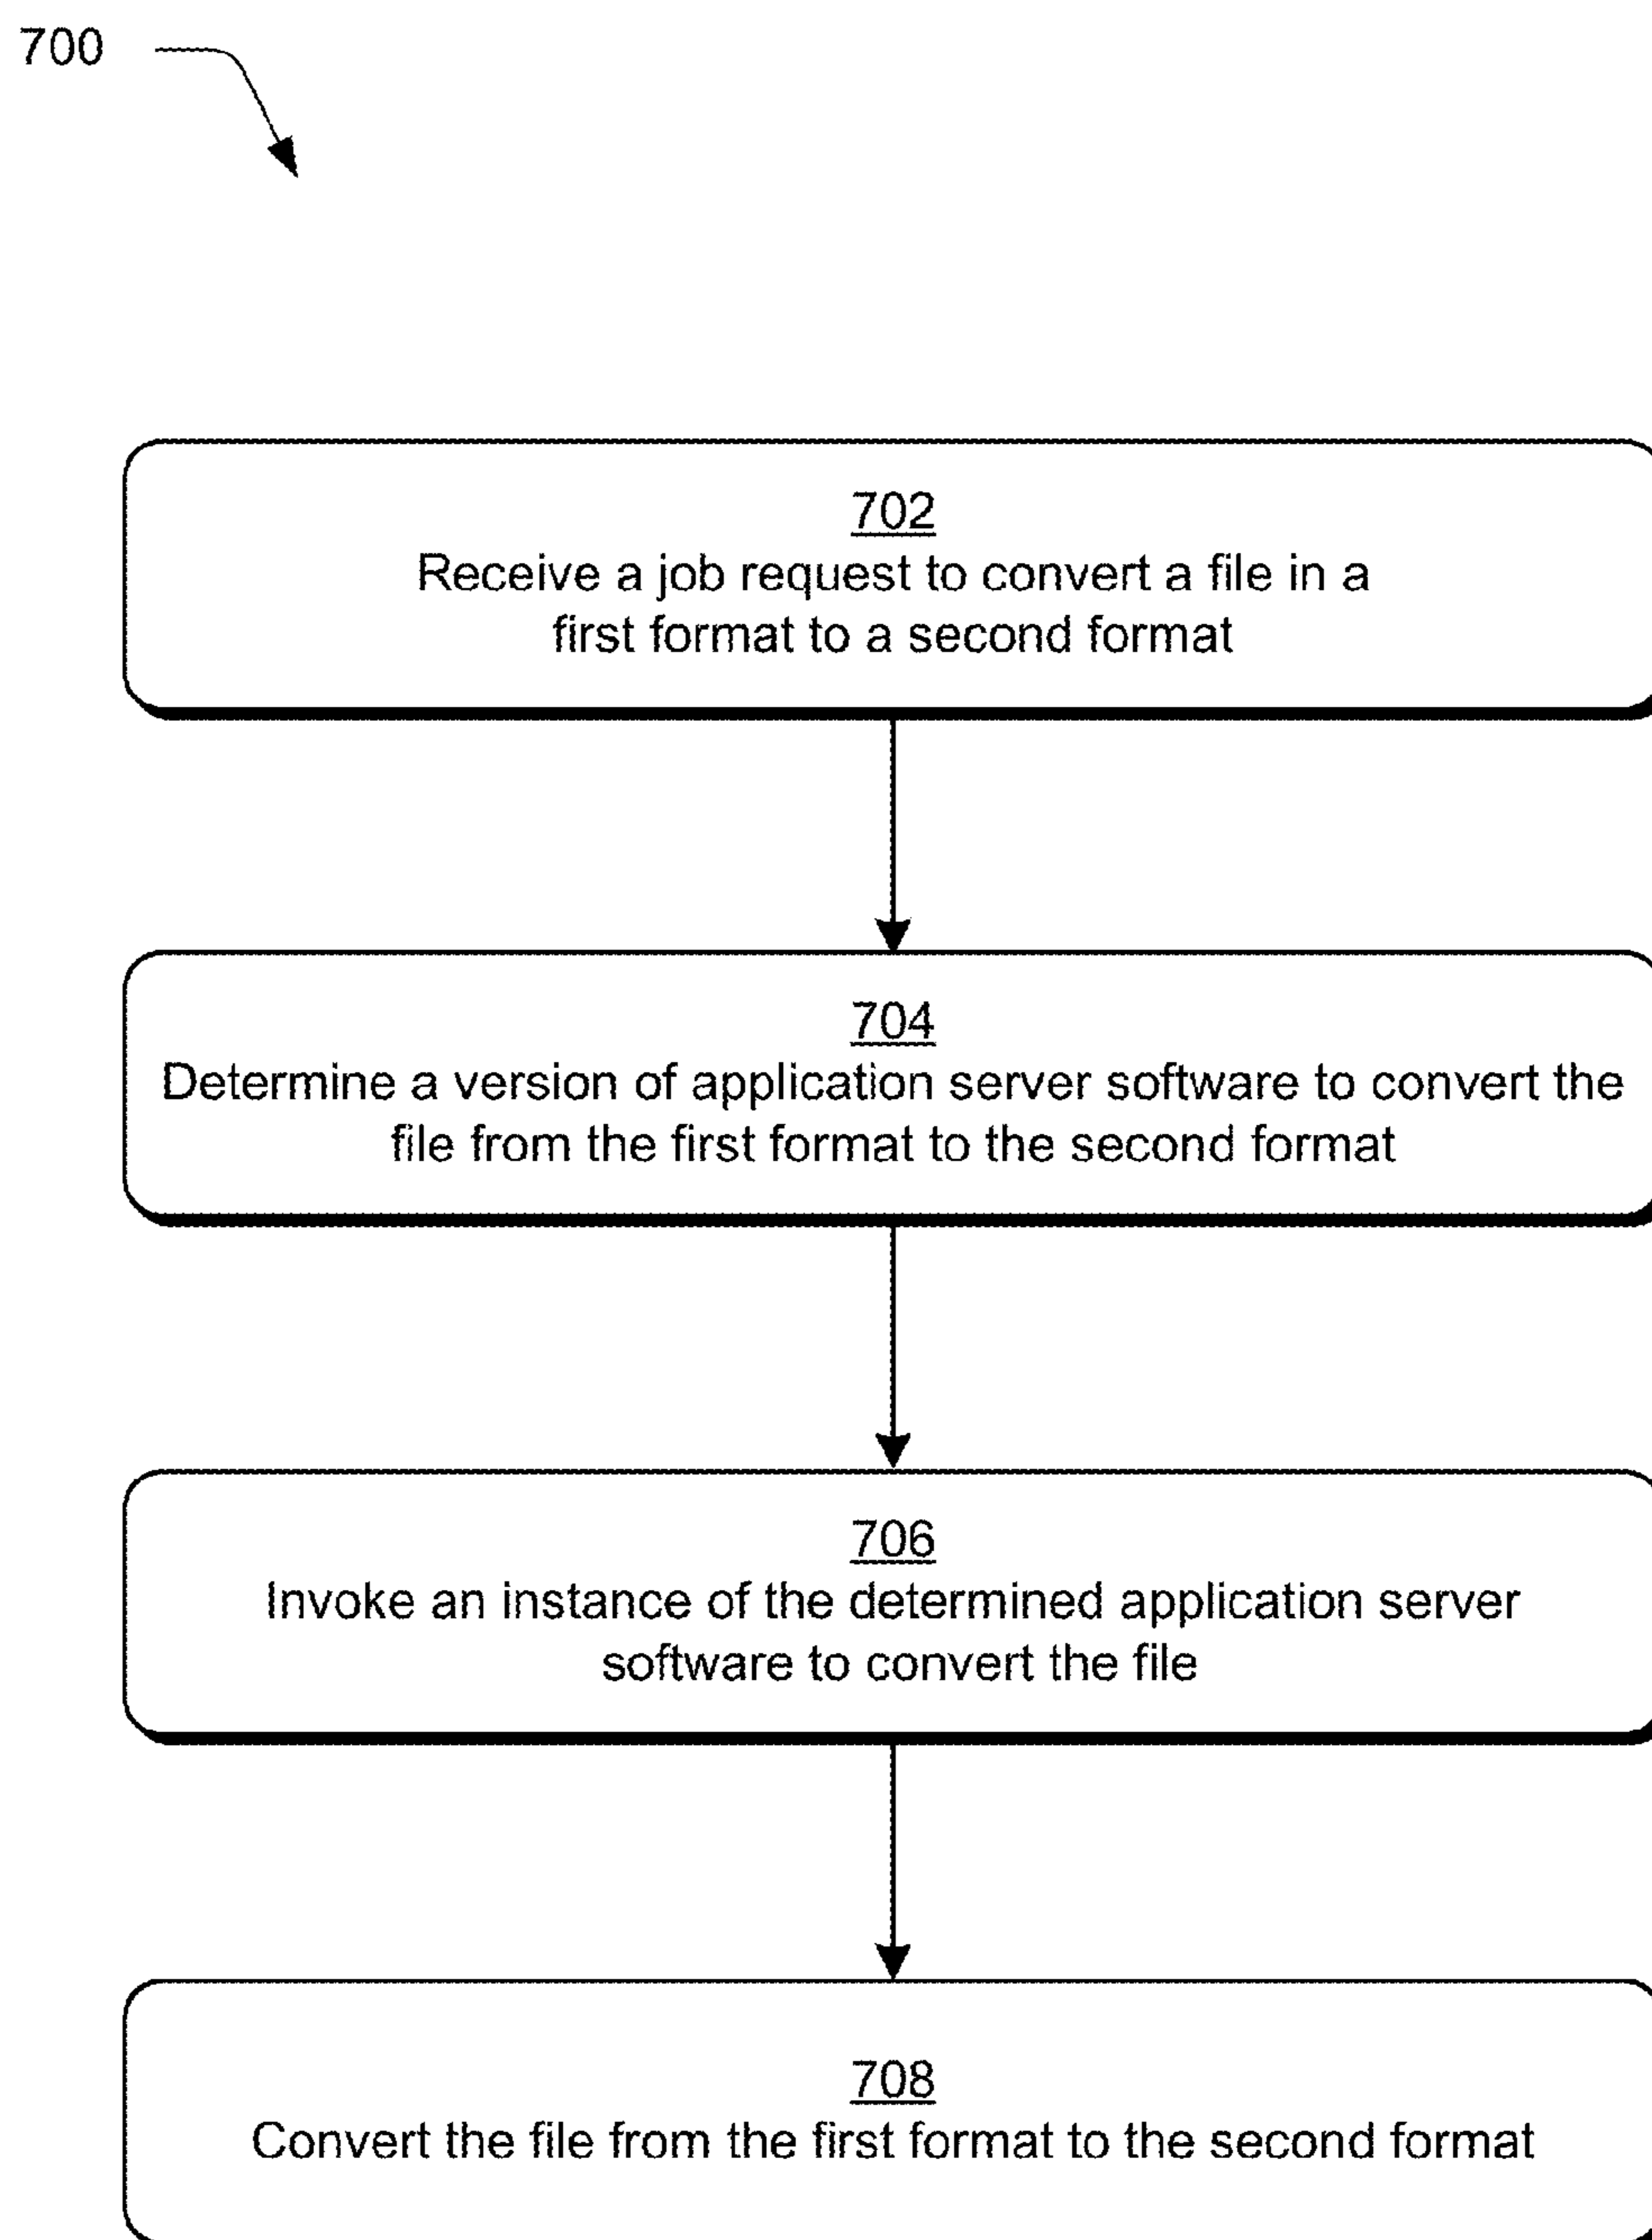 700
702
Receive a job request to convert a file in a
first format to a second format
704
Determine a version of application server software to convert the
file from the first format to the second format
706
Invoke an instance of the determined application server
software to convert the file
708
Convert the file from the first format to the second format